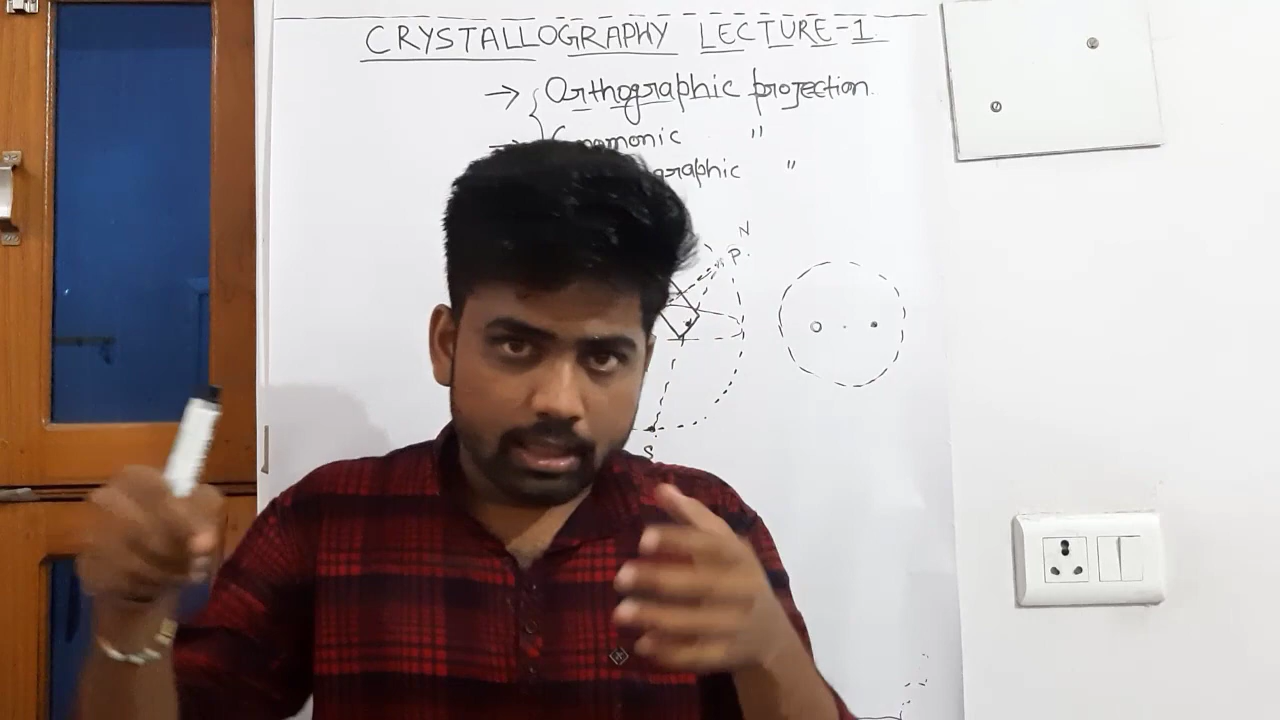 CRYSTALLOGRAPHY LECTURE-1
→ Orthographic projection.
"
"
N
P.
S